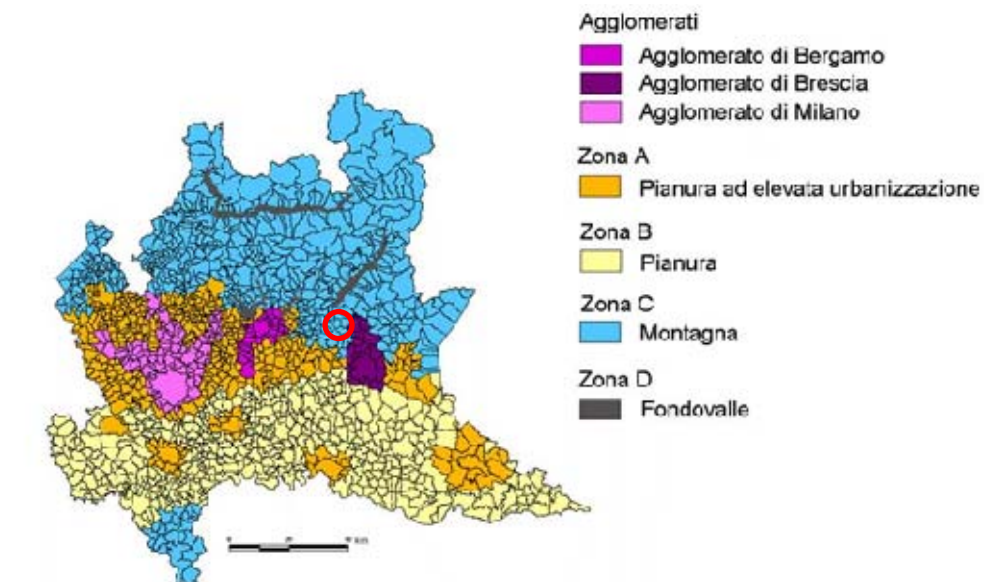 Agglomerati
Agglomerato di Bergamo
Agglomerato di Brescia
Agglomerato di Milano
Zona A
Pianura ad elevata urbanizzazione
Zona B
Pianura
Zona C
Montagna
Zona D
Fondovalle